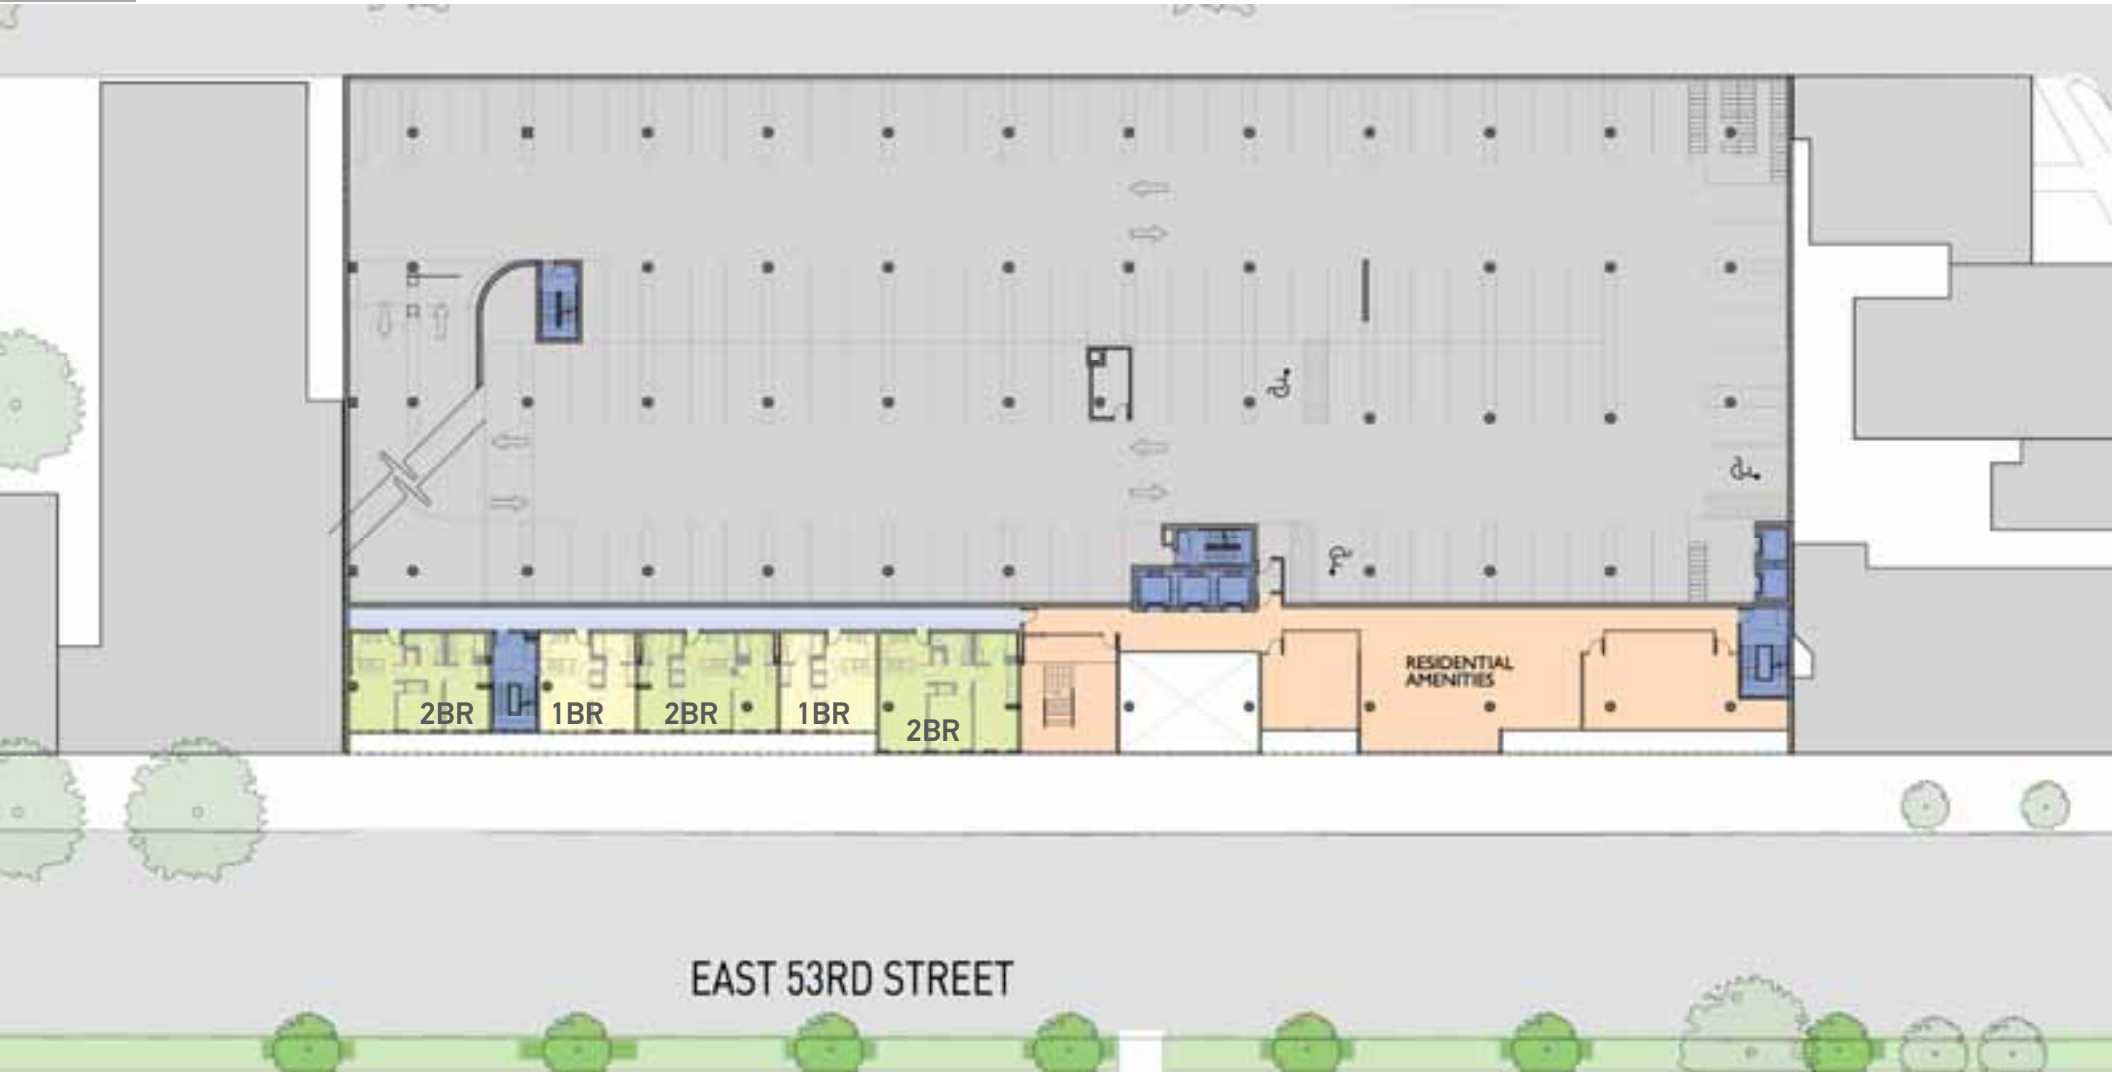 RESIDENTIAL
AMENITIES
2BR
1BR
2BR
1BR
2BR
EAST 53RD STREET